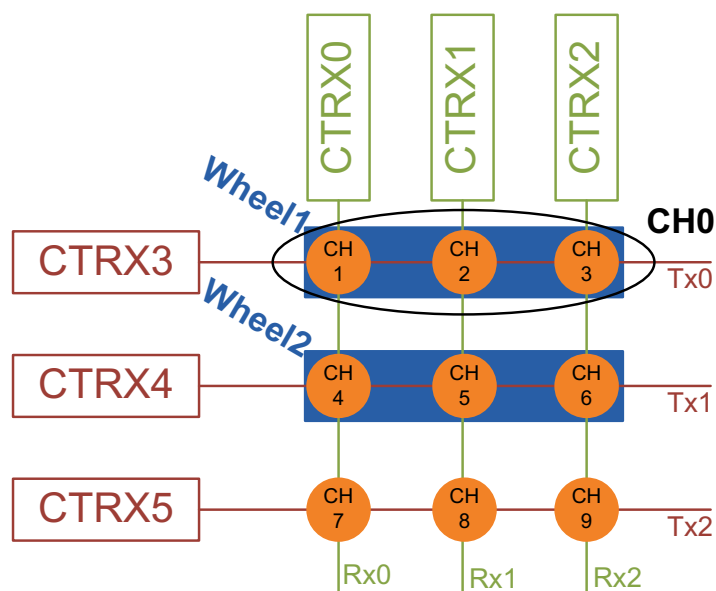 CTRX0
CTRX1
CTRX2
Wheel1
CH0
CTRX3
CH
1
CH
2
CH
3
Tx0
Wheel2
CTRX4
CH
4
CH
5
CH
6
Tx1
CTRX5
CH
7
CH
8
CH
9
Tx2
Rx0
Rx1
Rx2